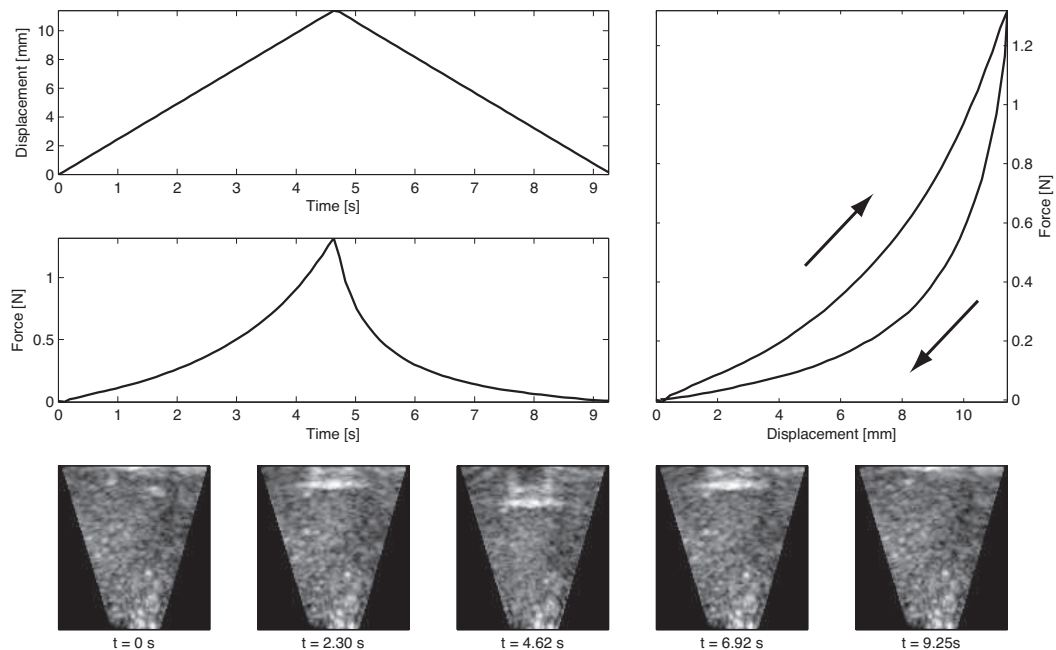 10
8
6
4
2
0
Displacement [mm]
0 1 2 3 4 5 6 7 8 9
Time [s]
1
0.5
0
Force [N]
0 1 2 3 4 5 6 7 8 9
Time [s]
1.2
1
0.8
0.6
0.4
0.2
0
Force [N]
0 2 4 6 8 10
Displacement [mm]
t = 0 s
t = 2.30 s
t = 4.62 s
t = 6.92 s
t = 9.25s